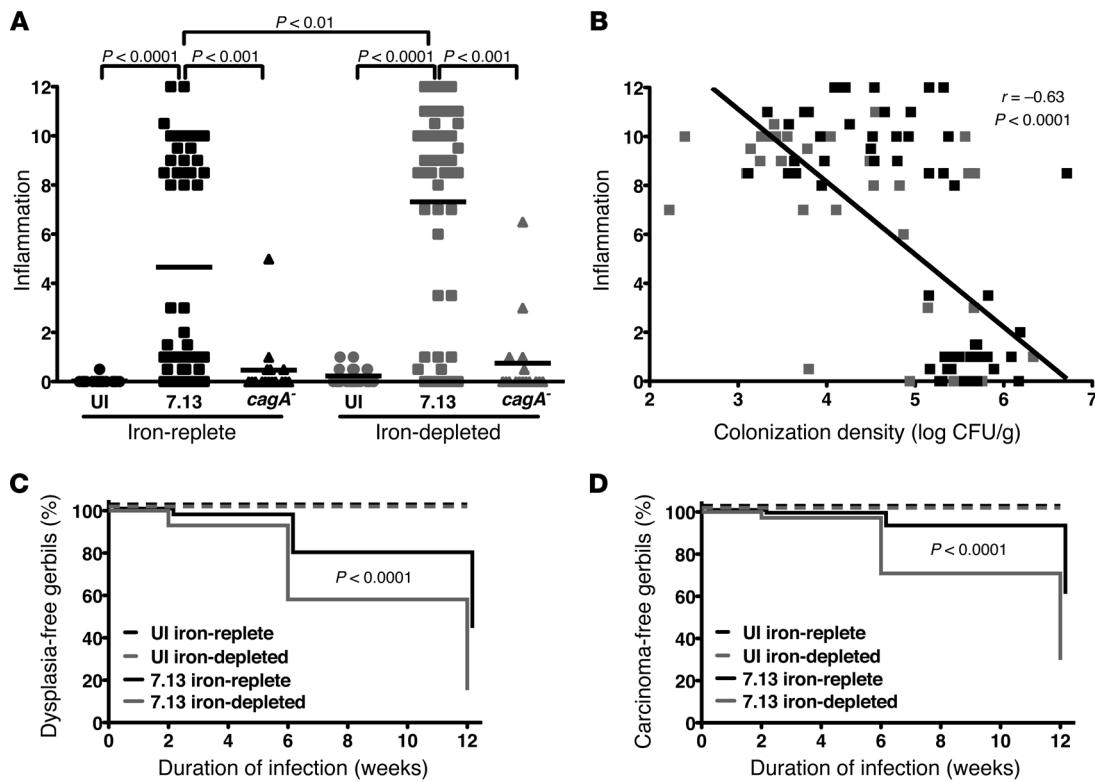 A
P < 0.01
P < 0.0001
P < 0.001
P < 0.0001
P < 0.001
Inflammation
12
10
8
6
4
2
0
UI
7.13
cagA-
UI
7.13
cagA-
Iron-replete
Iron-depleted
B
r = –0.63
P < 0.0001
Inflammation
12
10
8
6
4
2
0
2
3
4
5
6
7
Colonization density (log CFU/g)
C
Dysplasia-free gerbils (%)
100
80
60
40
20
0
P < 0.0001
UI iron-replete
UI iron-depleted
7.13 iron-replete
7.13 iron-depleted
0
2
4
6
8
10
12
Duration of infection (weeks)
D
Carcinoma-free gerbils (%)
100
80
60
40
20
0
P < 0.0001
UI iron-replete
UI iron-depleted
7.13 iron-replete
7.13 iron-depleted
0
2
4
6
8
10
12
Duration of infection (weeks)